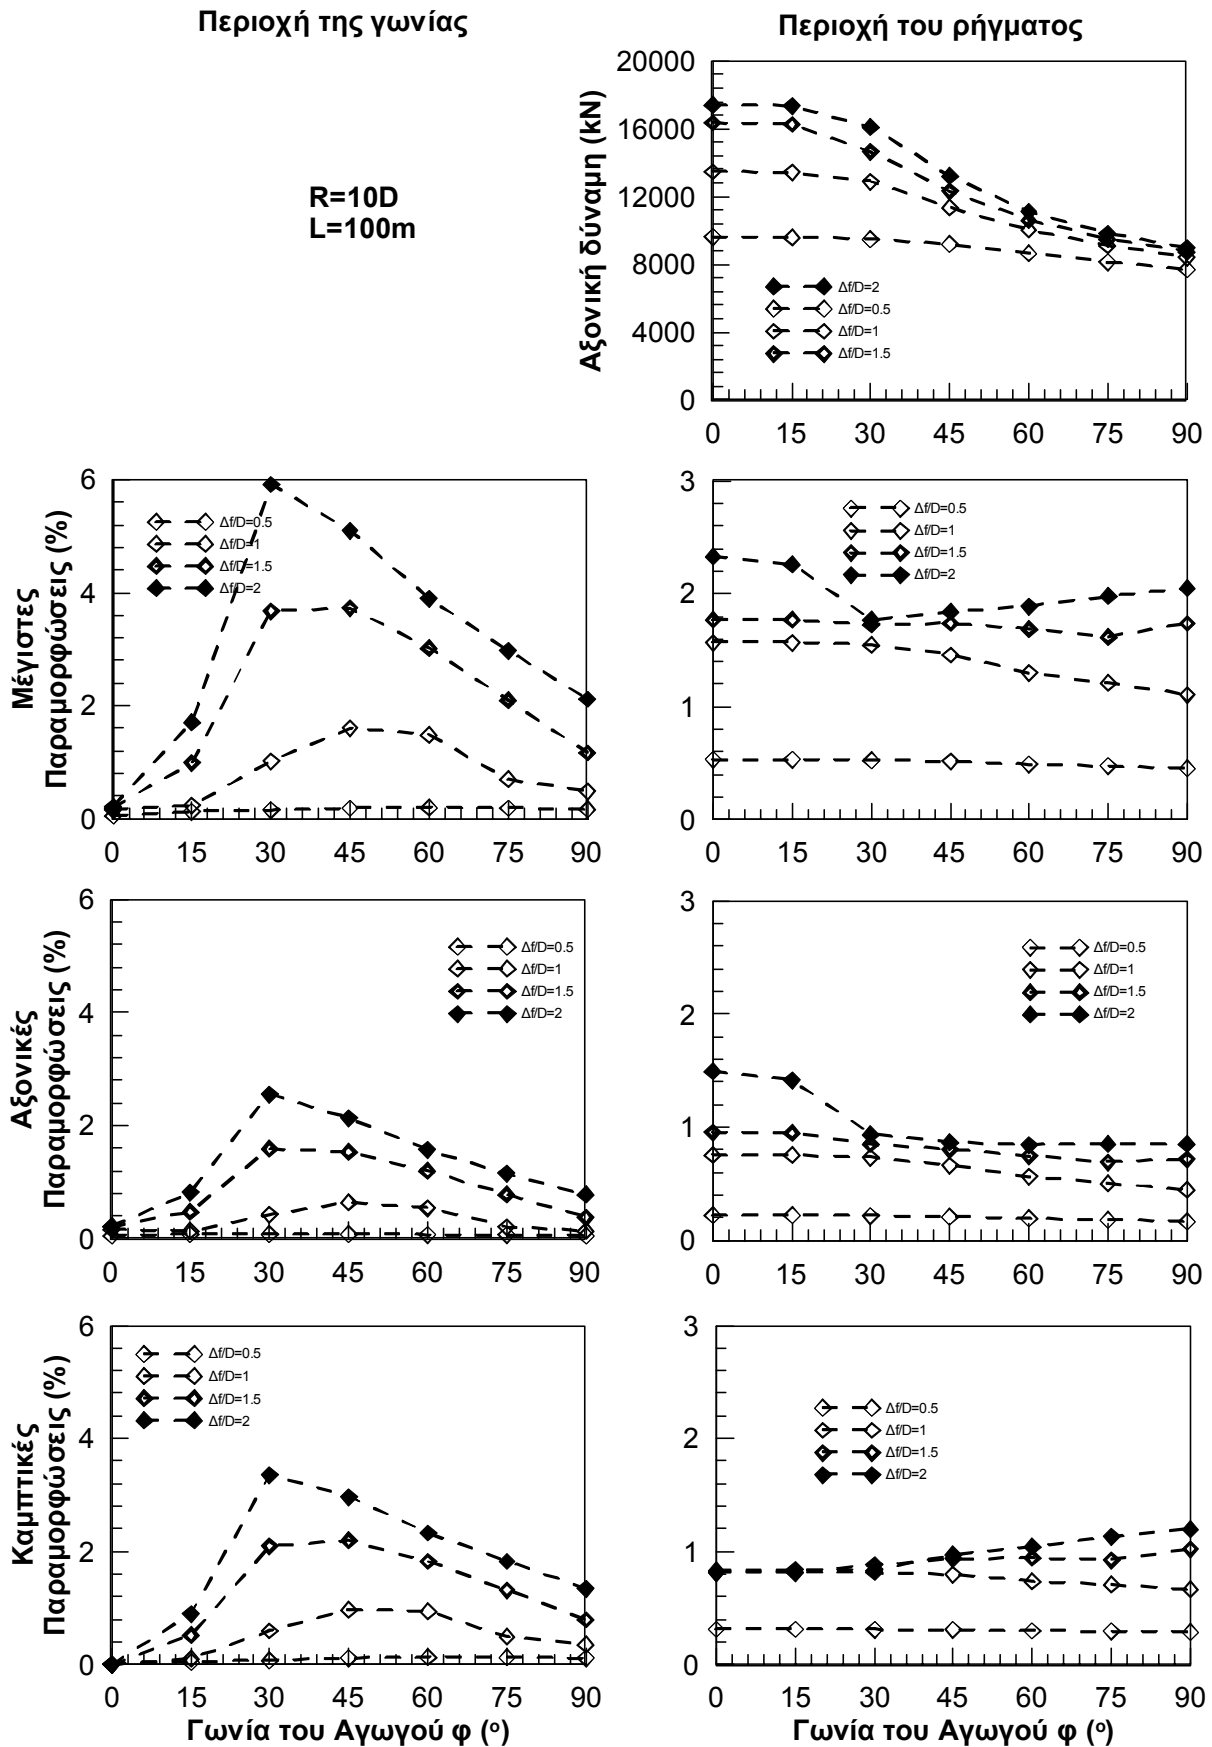 Περιοχή της γωνίας
Περιοχή του ρήγματος
R=10D
L=100m
Αξονική δύναμη (kN)
20000
16000
12000
8000
4000
0
Δf/D=2
Δf/D=0.5
Δf/D=1
Δf/D=1.5
0 15 30 45 60 75 90
Μέγιστες
Παραμορφώσεις (%)
6
4
2
0
Δf/D=0.5
Δf/D=1
Δf/D=1.5
Δf/D=2
0 15 30 45 60 75 90
3
2
1
0
Δf/D=0.5
Δf/D=1
Δf/D=1.5
Δf/D=2
0 15 30 45 60 75 90
Αξονικές
Παραμορφώσεις (%)
6
4
2
0
Δf/D=0.5
Δf/D=1
Δf/D=1.5
Δf/D=2
0 15 30 45 60 75 90
3
2
1
0
Δf/D=0.5
Δf/D=1
Δf/D=1.5
Δf/D=2
0 15 30 45 60 75 90
Καμπτικές
Παραμορφώσεις (%)
6
4
2
0
Δf/D=0.5
Δf/D=1
Δf/D=1.5
Δf/D=2
0 15 30 45 60 75 90
Γωνία του Αγωγού φ (º)
3
2
1
0
Δf/D=0.5
Δf/D=1
Δf/D=1.5
Δf/D=2
0 15 30 45 60 75 90
Γωνία του Αγωγού φ (º)